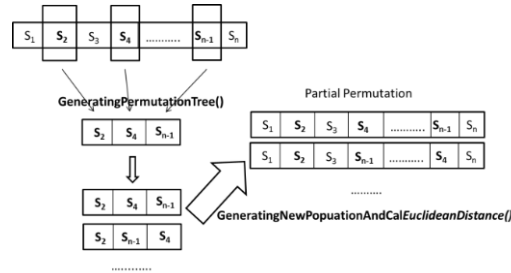 S1 S2 S3 S4 ........... Sn-1 Sn
GeneratingPermutationTree()
S2 S4 Sn-1
S2 S4 Sn-1
S2 Sn-1 S4
............
Partial Permutation
S1 S2 S3 S4 ........... Sn-1 Sn
S1 S2 S3 Sn-1 ........... S4 Sn
..........
GeneratingNewPopuationAndCalEuclideanDistance()